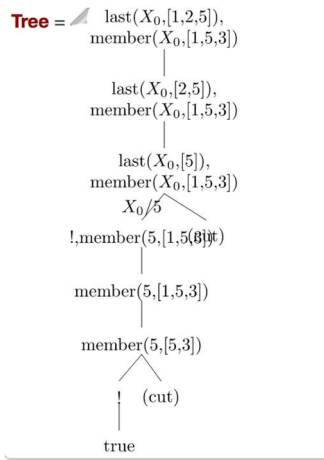 Tree = last(X₀,[1,2,5]),
member(X₀,[1,5,3])
last(X₀,[2,5]),
member(X₀,[1,5,3])
last(X₀,[5]),
member(X₀,[1,5,3])
X₀/5
!,member(5,[1,5,3]) (cut)
member(5,[1,5,3])
member(5,[5,3])
! (cut)
true